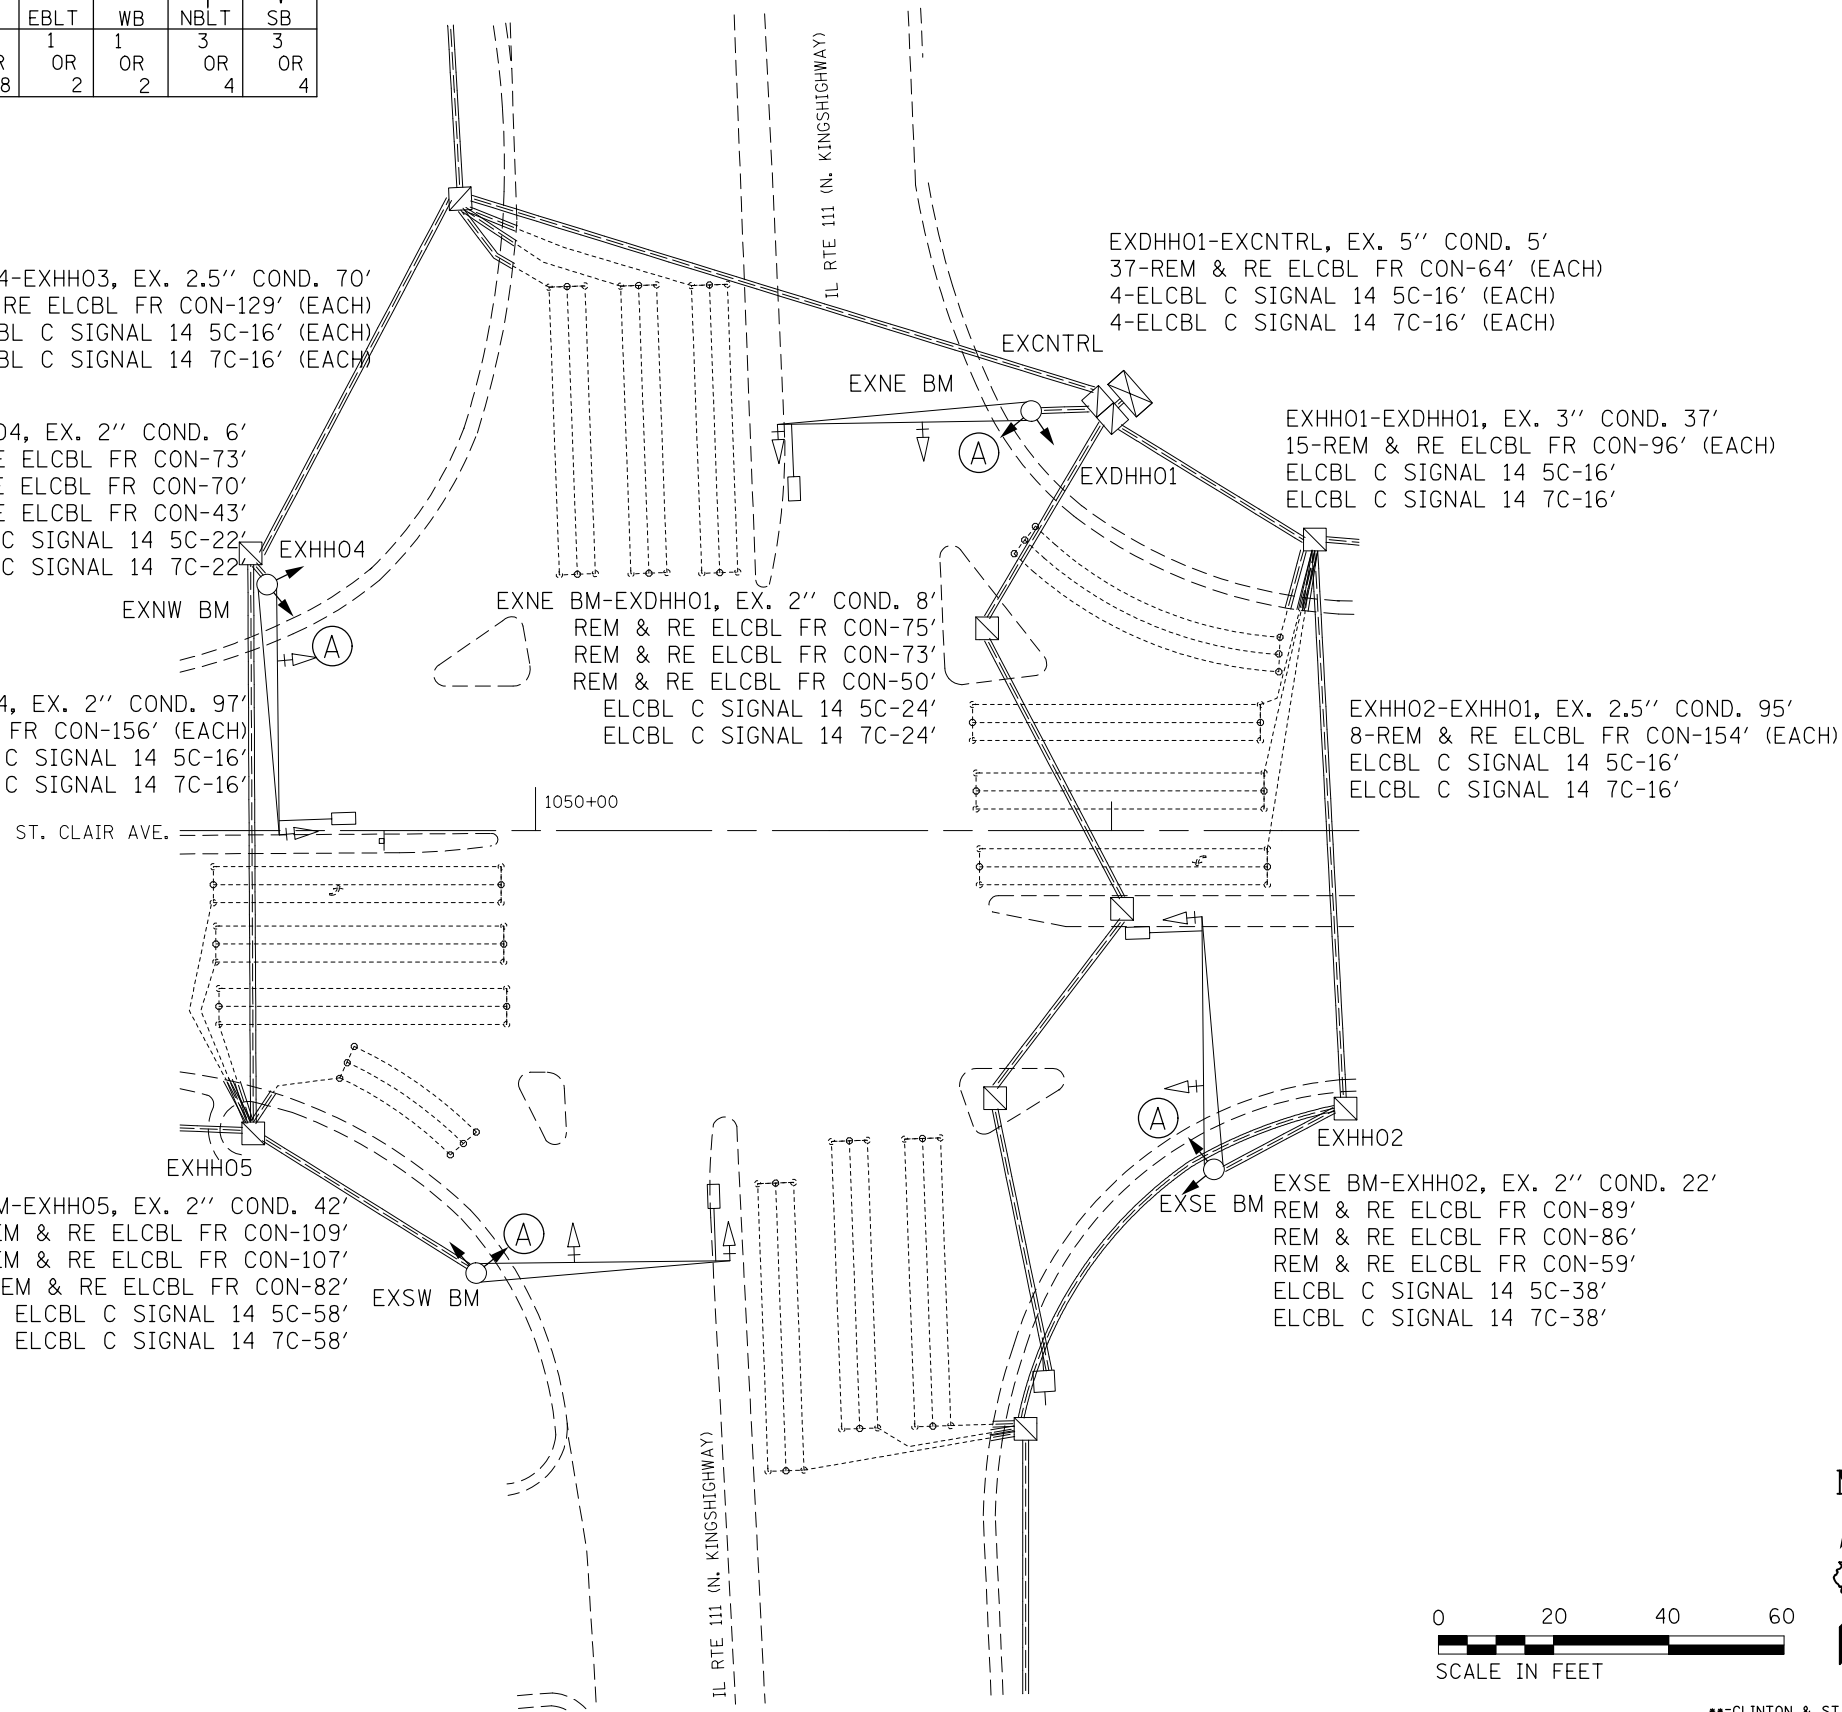 EBLT WB NBLT SB
1 1 3 3
R OR OR OR OR
8 2 2 4 4
IL RTE 111 (N. KINGSHIGHWAY)
EXDHH01-EXCNTRL, EX. 5'' COND. 5'
37-REM & RE ELCBL FR CON-64' (EACH)
4-ELCBL C SIGNAL 14 5C-16' (EACH)
4-ELCBL C SIGNAL 14 7C-16' (EACH)
4-EXHH03, EX. 2.5'' COND. 70'
RE ELCBL FR CON-129' (EACH)
BL C SIGNAL 14 5C-16' (EACH)
BL C SIGNAL 14 7C-16' (EACH)
EXCNTRL
EXNE BM
A
EXDHH01
EXHH01-EXDHH01, EX. 3'' COND. 37'
15-REM & RE ELCBL FR CON-96' (EACH)
ELCBL C SIGNAL 14 5C-16'
ELCBL C SIGNAL 14 7C-16'
04, EX. 2'' COND. 6'
E ELCBL FR CON-73'
E ELCBL FR CON-70'
E ELCBL FR CON-43'
C SIGNAL 14 5C-22'
C SIGNAL 14 7C-22'
EXHH04
EXNW BM
A
EXNE BM-EXDHH01, EX. 2'' COND. 8'
REM & RE ELCBL FR CON-75'
REM & RE ELCBL FR CON-73'
REM & RE ELCBL FR CON-50'
ELCBL C SIGNAL 14 5C-24'
ELCBL C SIGNAL 14 7C-24'
4, EX. 2'' COND. 97'
FR CON-156' (EACH)
C SIGNAL 14 5C-16'
C SIGNAL 14 7C-16'
EXHH02-EXHH01, EX. 2.5'' COND. 95'
8-REM & RE ELCBL FR CON-154' (EACH)
ELCBL C SIGNAL 14 5C-16'
ELCBL C SIGNAL 14 7C-16'
1050+00
ST. CLAIR AVE.
A
EXHH02
EXHH05
M-EXHH05, EX. 2'' COND. 42'
EM & RE ELCBL FR CON-109'
EM & RE ELCBL FR CON-107'
EM & RE ELCBL FR CON-82'
ELCBL C SIGNAL 14 5C-58'
ELCBL C SIGNAL 14 7C-58'
A
EXSW BM
EXSE BM
EXSE BM-EXHH02, EX. 2'' COND. 22'
REM & RE ELCBL FR CON-89'
REM & RE ELCBL FR CON-86'
REM & RE ELCBL FR CON-59'
ELCBL C SIGNAL 14 5C-38'
ELCBL C SIGNAL 14 7C-38'
IL RTE 111 (N. KINGSHIGHWAY)
0 20 40 60
SCALE IN FEET
**=CLINTON & ST